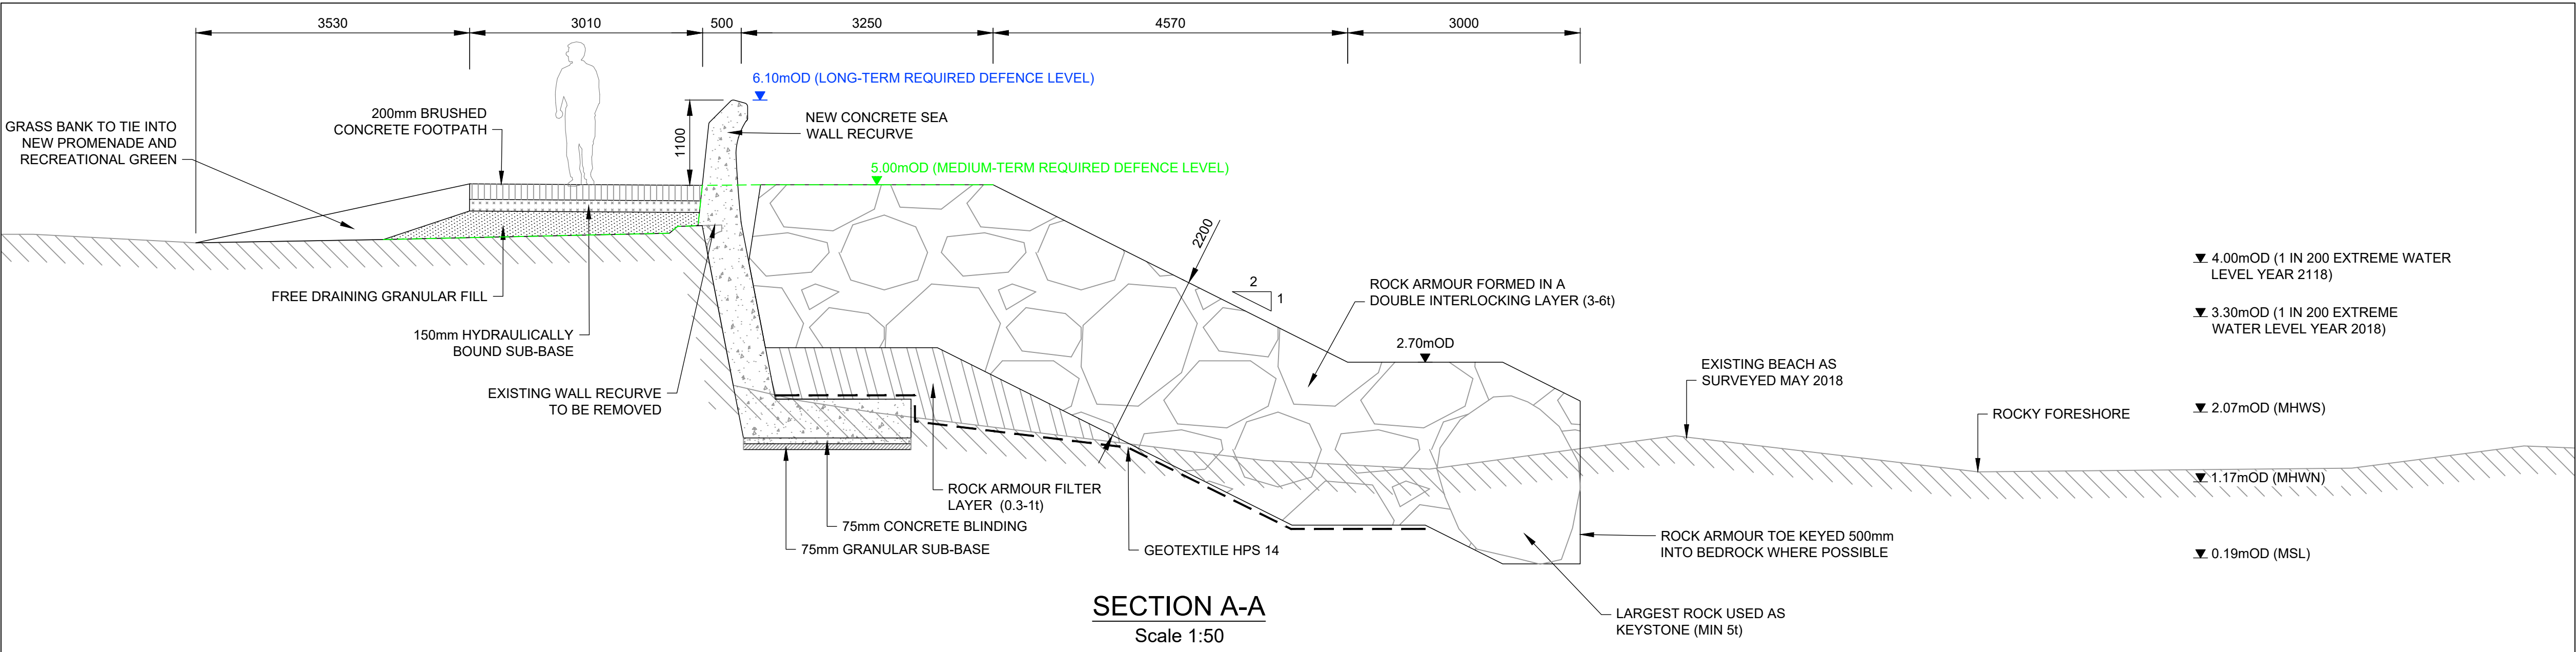 3530
3010
500
3250
4570
3000
6.10mOD (LONG-TERM REQUIRED DEFENCE LEVEL)
200mm BRUSHED
CONCRETE FOOTPATH
GRASS BANK TO TIE INTO
NEW PROMENADE AND
RECREATIONAL GREEN
1100
NEW CONCRETE SEA
WALL RECURVE
5.00mOD (MEDIUM-TERM REQUIRED DEFENCE LEVEL)
2200
2
1
ROCK ARMOUR FORMED IN A
DOUBLE INTERLOCKING LAYER (3-6t)
4.00mOD (1 IN 200 EXTREME WATER
LEVEL YEAR 2118)
FREE DRAINING GRANULAR FILL
3.30mOD (1 IN 200 EXTREME
WATER LEVEL YEAR 2018)
150mm HYDRAULICALLY
BOUND SUB-BASE
2.70mOD
EXISTING BEACH AS
SURVEYED MAY 2018
EXISTING WALL RECURVE
TO BE REMOVED
2.07mOD (MHWS)
ROCKY FORESHORE
1.17mOD (MHWN)
ROCK ARMOUR FILTER
LAYER (0.3-1t)
75mm CONCRETE BLINDING
75mm GRANULAR SUB-BASE
GEOTEXTILE HPS 14
ROCK ARMOUR TOE KEYED 500mm
INTO BEDROCK WHERE POSSIBLE
0.19mOD (MSL)
LARGEST ROCK USED AS
KEYSTONE (MIN 5t)
SECTION A-A
Scale 1:50